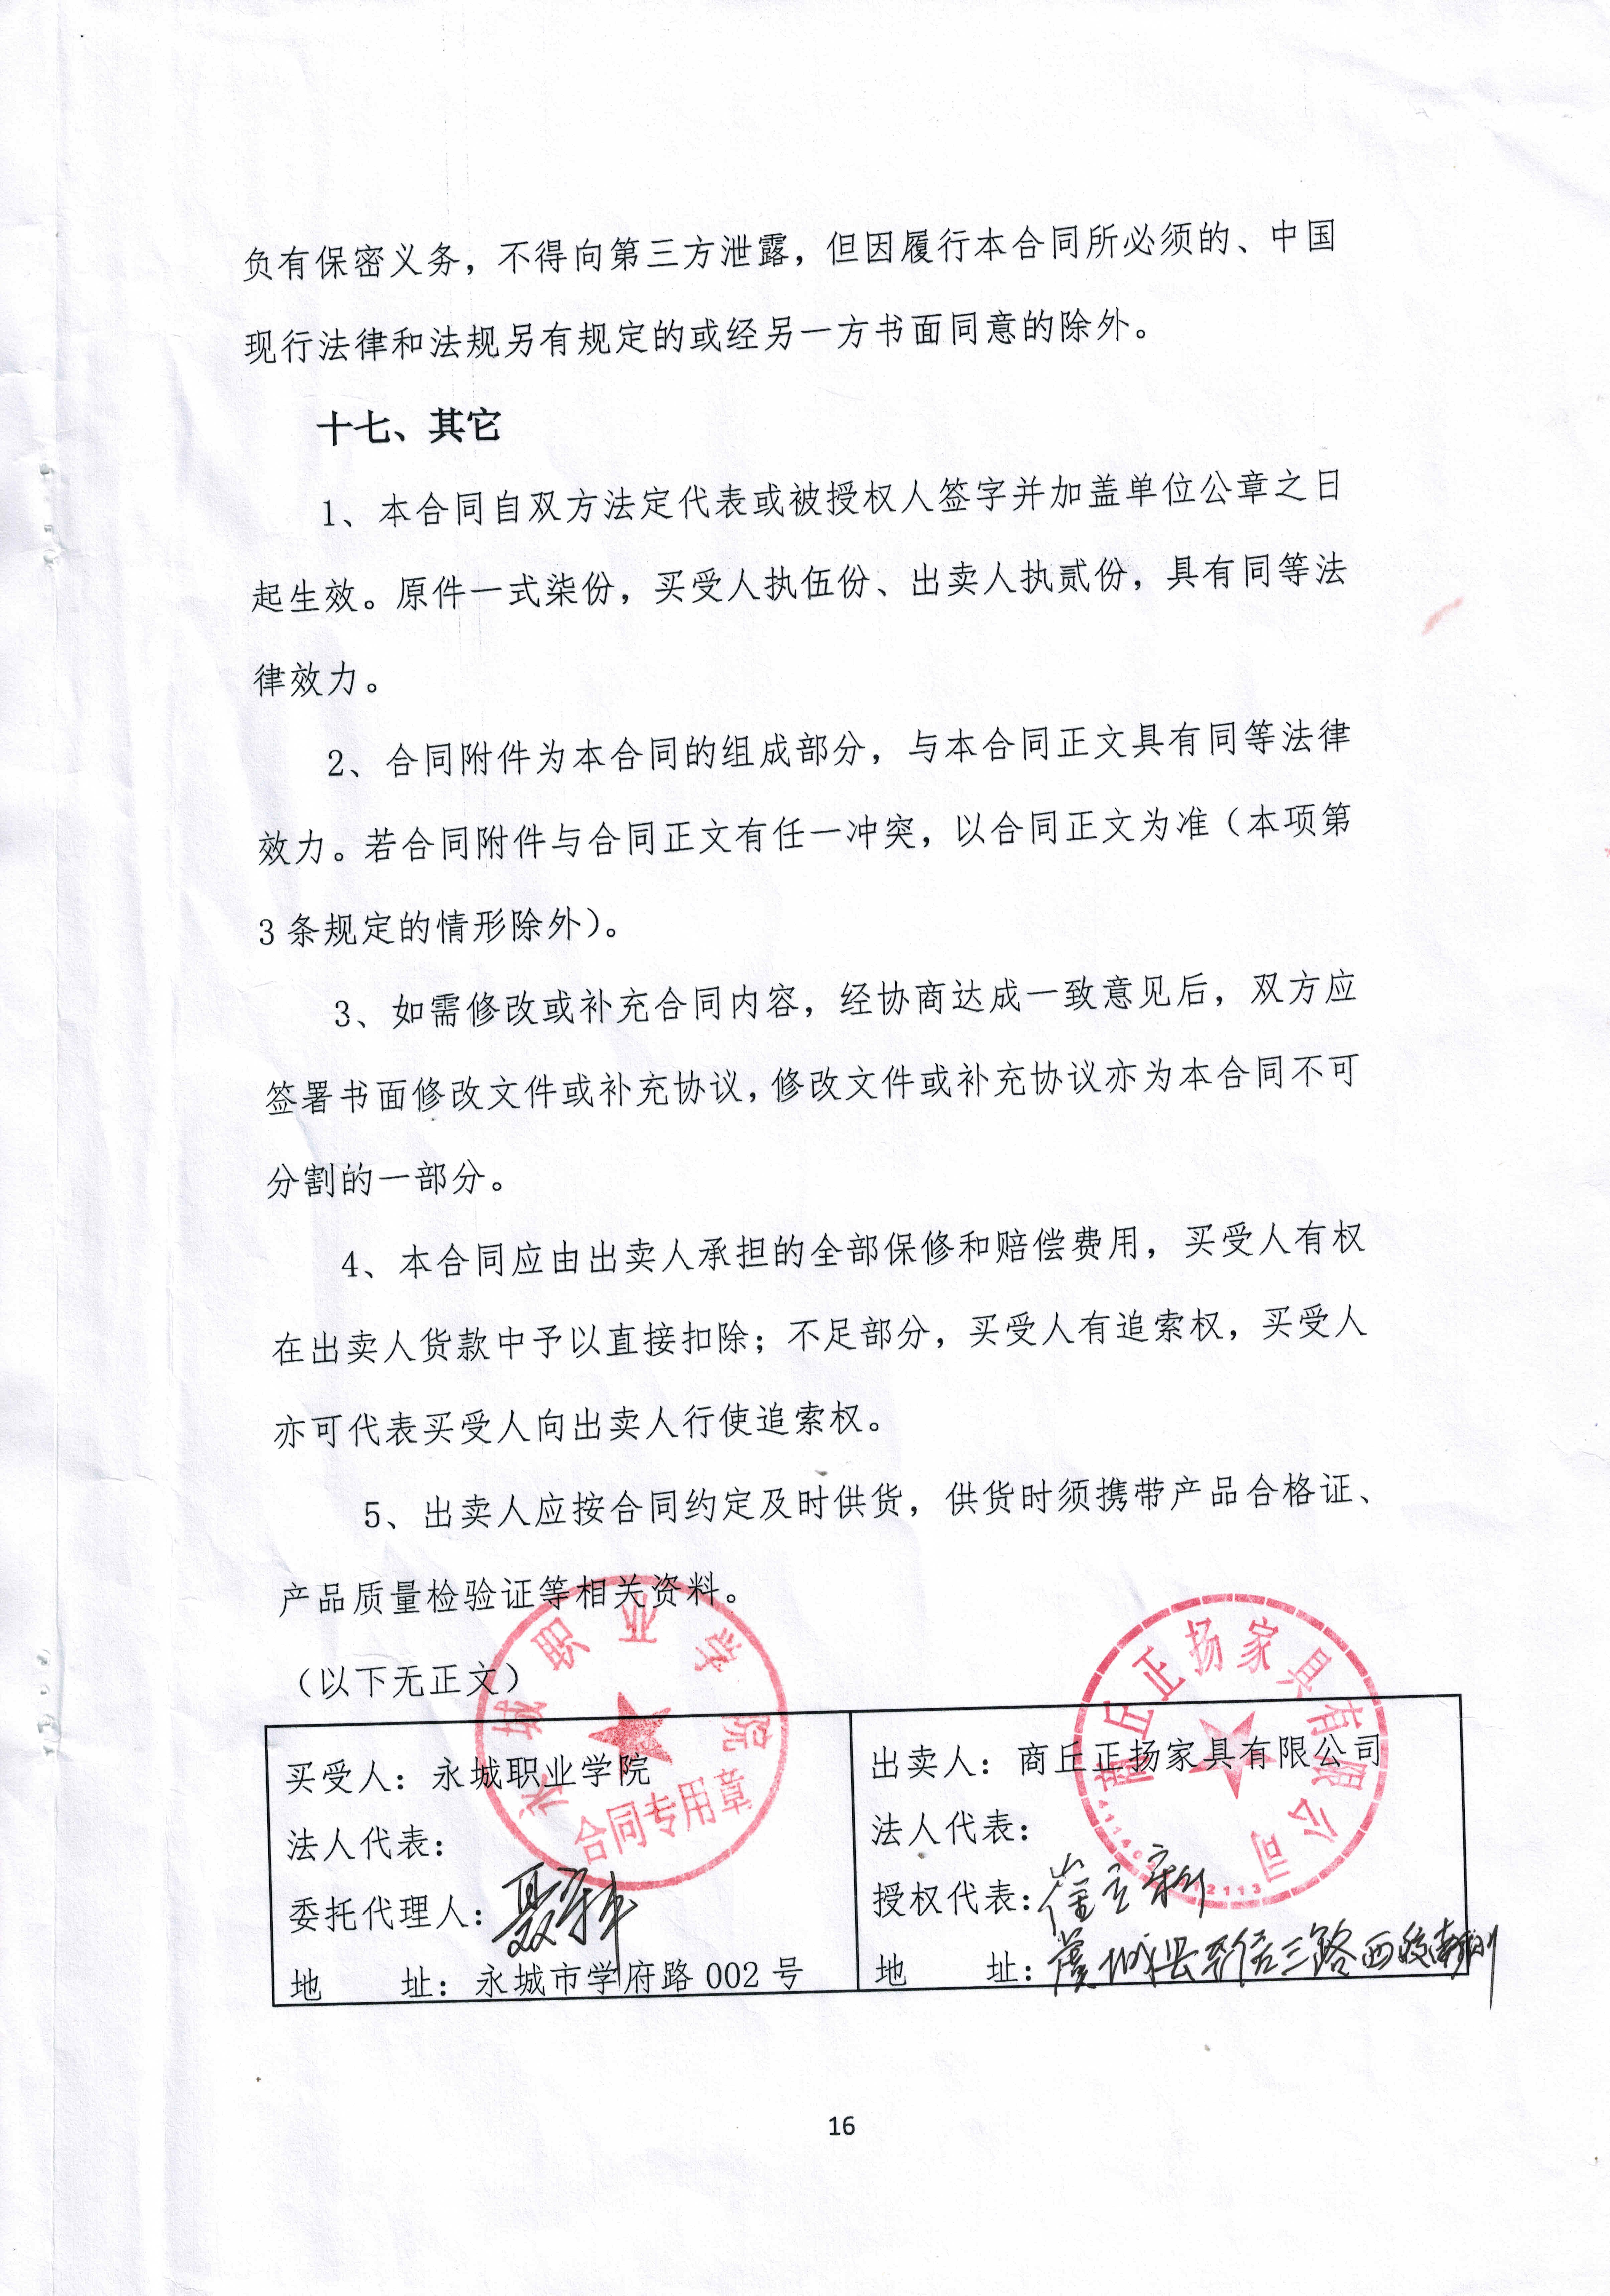 负有保密义务，不得向第三方泄露，但因履行本合同所必须的、中国
现行法律和法规另有规定的或经另一方书面同意的除外。
十七、其它
1、本合同自双方法定代表或被授权人签字并加盖单位公章之日
起生效。原件一式柒份，买受人执伍份、出卖人执贰份，具有同等法
律效力。
2、合同附件为本合同的组成部分，与本合同正文具有同等法律
效力。若合同附件与合同正文有任一冲突，以合同正文为准（本项第
3 条规定的情形除外）。
3、如需修改或补充合同内容，经协商达成一致意见后，双方应
签署书面修改文件或补充协议，修改文件或补充协议亦为本合同不可
分割的一部分。
4、本合同应由出卖人承担的全部保修和赔偿费用，买受人有权
在出卖人货款中予以直接扣除；不足部分，买受人有追索权，买受人
亦可代表买受人向出卖人行使追索权。
5、出卖人应按合同约定及时供货，供货时须携带产品合格证、
产品质量检验证等相关资料。
（以下无正文）
永城职业学院
合同专用章
商丘正扬家具有限公司
买受人：永城职业学院
法人代表：
委托代理人：
地 址：永城市学府路 002 号
出卖人：商丘正扬家具有限公司
法人代表：
授权代表：
地 址：虞城县 三路西段南侧
16